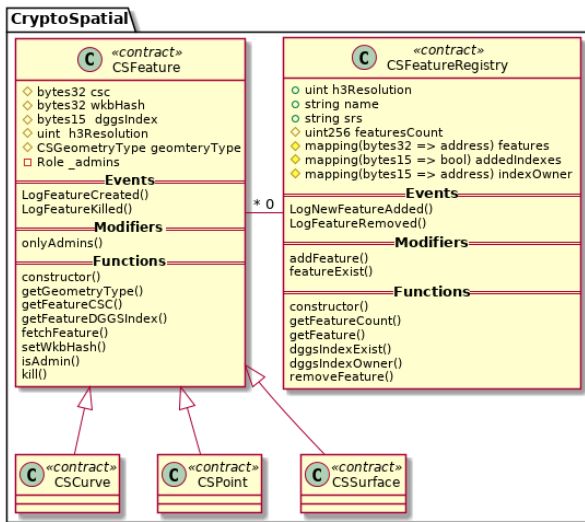 CryptoSpatial
C
«contract»
CSFeature
bytes32 csc
bytes32 wkbHash
bytes15 dggsIndex
uint h3Resolution
CSGeometryType geomteryType
Role _admins
Events
LogFeatureCreated()
LogFeatureKilled()
Modifiers
onlyAdmins()
Functions
constructor()
getGeometryType()
getFeatureCSC()
getFeatureDGGSIndex()
fetchFeature()
setWkbHash()
isAdmin()
kill()
* 0
C
«contract»
CSFeatureRegistry
uint h3Resolution
string name
string srs
uint256 featuresCount
mapping(bytes32 => address) features
mapping(bytes15 => bool) addedIndexes
mapping(bytes15 => address) indexOwner
Events
LogNewFeatureAdded()
LogFeatureRemoved()
Modifiers
addFeature()
featureExist()
Functions
constructor()
getFeatureCount()
getFeature()
dggsIndexExist()
dggsIndexOwner()
removeFeature()
C
«contract»
CSCurve
C
«contract»
CSPoint
C
«contract»
CSSurface